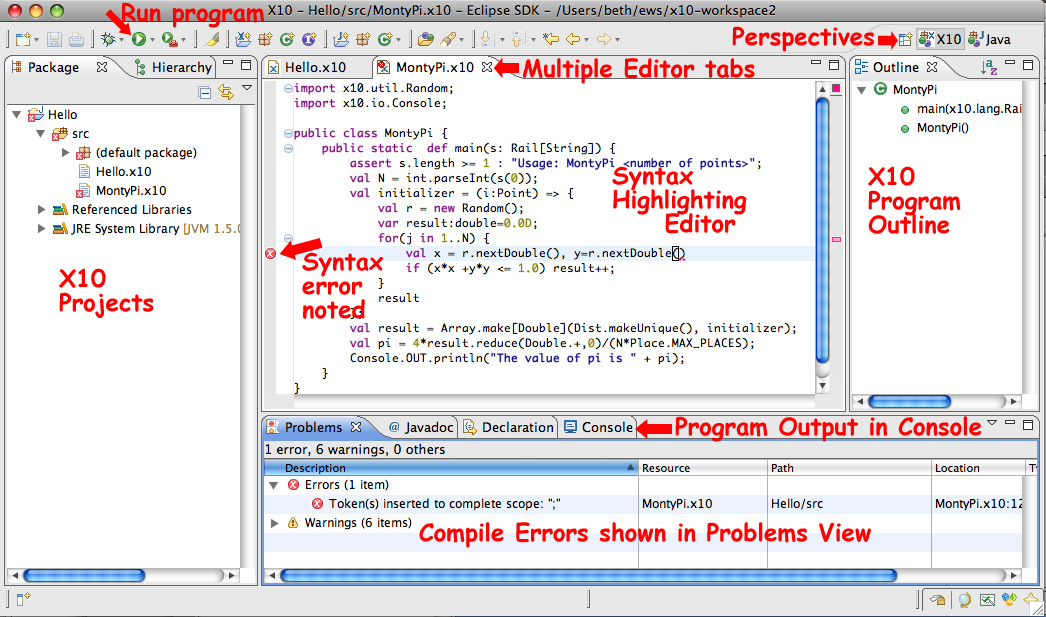 X10 - Hello/src/MontyPi.x10 - Eclipse SDK - /Users/beth/ews/x10-workspace2
Run program
Perspectives
X10
Java
Package
Hierarchy
Hello
src
(default package)
Hello.x10
MontyPi.x10
Referenced Libraries
JRE System Library [JVM 1.5.0
X10
Projects
Hello.x10
MontyPi.x10
Multiple Editor tabs
import x10.util.Random;
import x10.io.Console;
public class MontyPi {
public static  def main(s: Rail[String]) {
assert s.length >= 1 : "Usage: MontyPi <number of points>";
val N = int.parseInt(s(0));
val initializer = (i:Point) => {
val r = new Random();
var result:double=0.0D;
for(j in 1..N) {
val x = r.nextDouble(), y=r.nextDouble()
if (x*x +y*y <= 1.0) result++;
}
result
};
val result = Array.make[Double](Dist.makeUnique(), initializer);
val pi = 4*result.reduce(Double.+,0)/(N*Place.MAX_PLACES);
Console.OUT.println("The value of pi is " + pi);
}
}
Syntax
Highlighting
Editor
Syntax
error
noted
Outline
MontyPi
main(x10.lang.Rai
MontyPi()
X10
Program
Outline
Problems
@ Javadoc
Declaration
Console
Program Output in Console
1 error, 6 warnings, 0 others
Description
Resource
Path
Location
Errors (1 item)
Token(s) inserted to complete scope: ";"
MontyPi.x10
Hello/src
MontyPi.x10:12
Warnings (6 items)
Compile Errors shown in Problems View